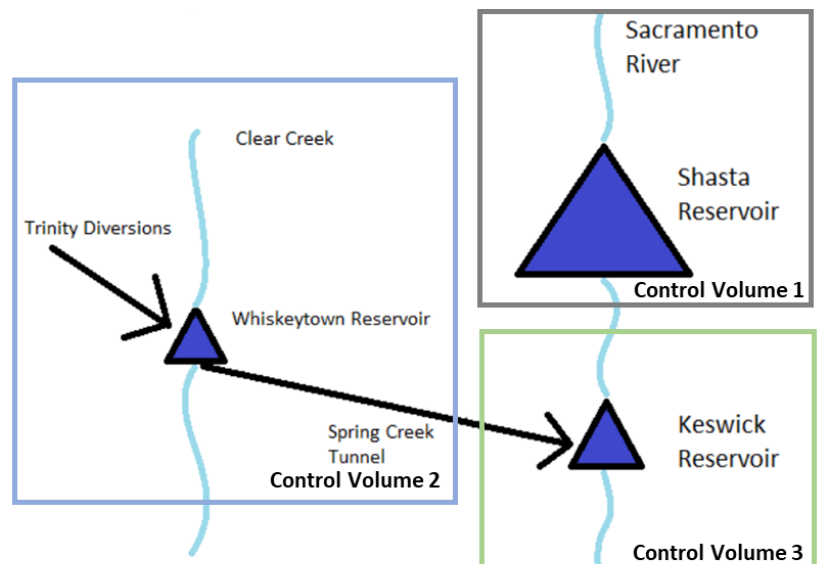 Sacramento
River
Clear Creek
Shasta
Reservoir
Trinity Diversions
Control Volume 1
Whiskeytown Reservoir
Keswick
Reservoir
Spring Creek
Tunnel
Control Volume 2
Control Volume 3